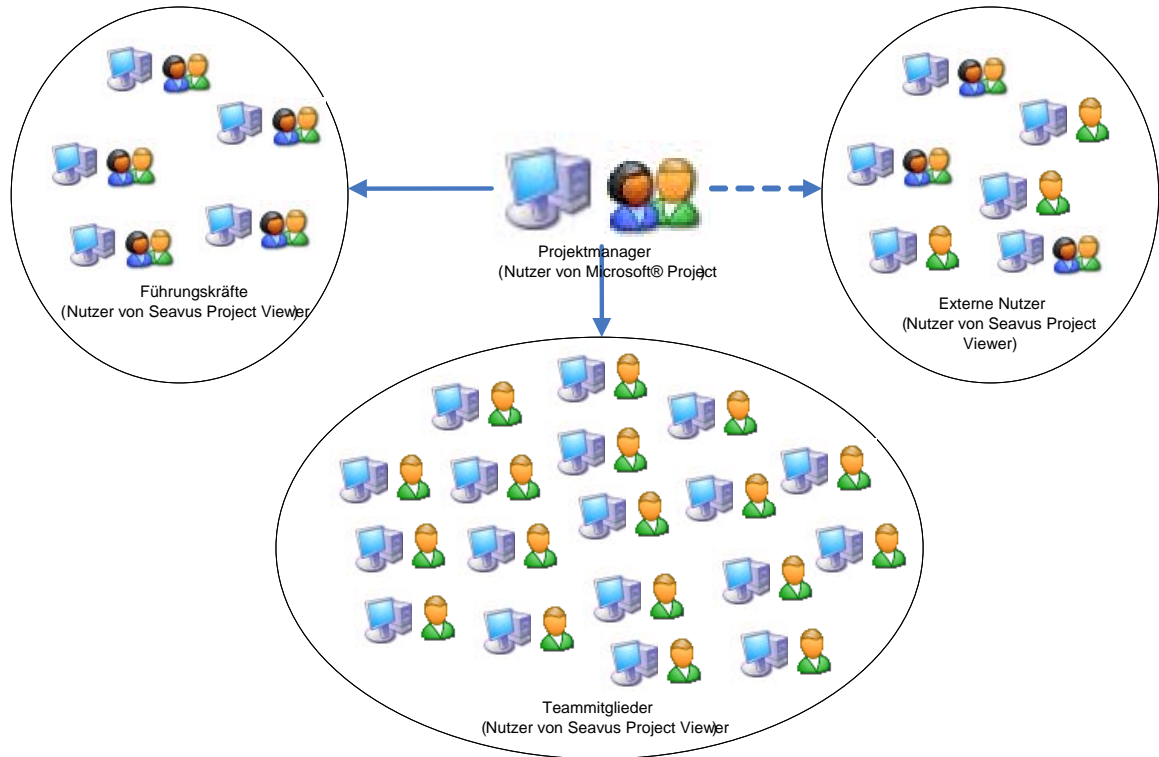 Projektmanager
(Nutzer von Microsoft® Project)
Führungskräfte
(Nutzer von Seavus Project Viewer)
Externe Nutzer
(Nutzer von Seavus Project
Viewer)
Teammitglieder
(Nutzer von Seavus Project Viewer)